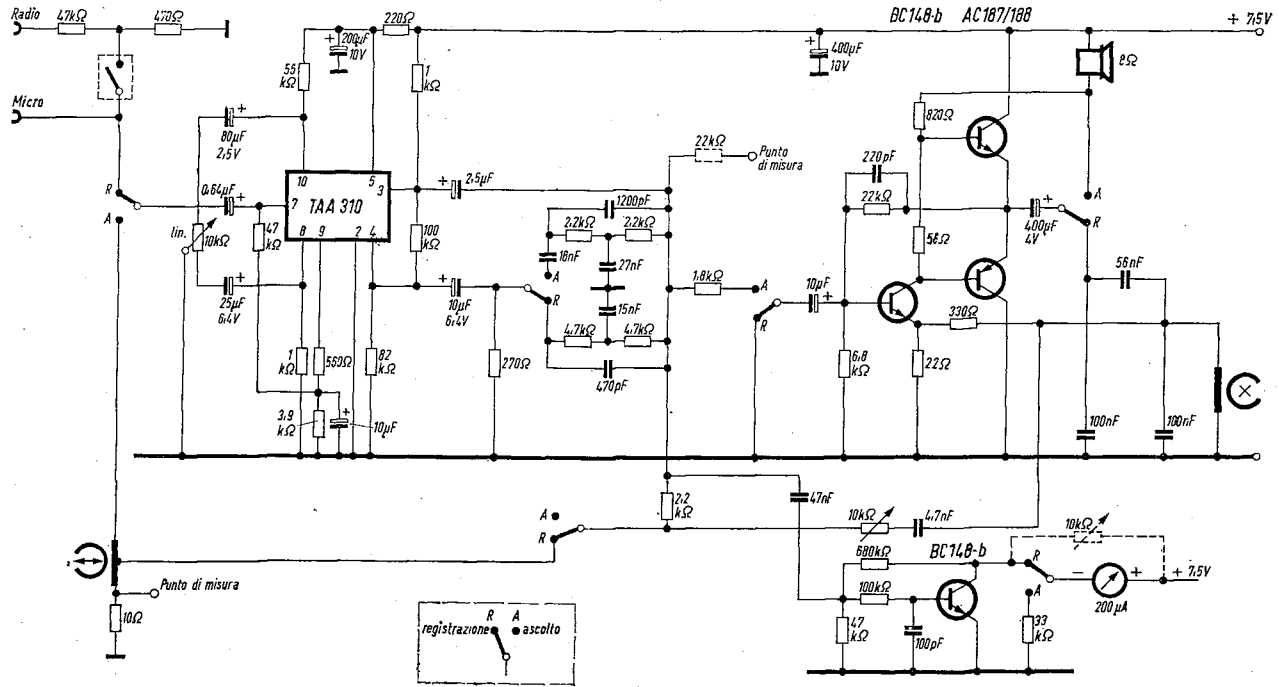 Radio
47kΩ
470Ω
220Ω
BC148-b AC187/188
+ 7,5V
200µF
10V
+
400µF
10V
+
8Ω
56
kΩ
1
kΩ
Micro
80µF
2,5V
+
820Ω
22kΩ
Punto
di misura
220pF
22kΩ
R
A
0,64µF
+
10
5
3
7
TAA 310
8
9
2
4
2,5µF
+
1200pF
2,2kΩ
2,2kΩ
lin.
10kΩ
47
kΩ
100
kΩ
18nF
27nF
A
R
15nF
56Ω
400µF
4V
+
A
R
56nF
25µF
6,4V
+
10µF
6,4V
+
1,8kΩ
A
R
10µF
+
330Ω
4,7kΩ
4,7kΩ
470pF
1
kΩ
560Ω
82
kΩ
270Ω
6,8
kΩ
22Ω
3,9
kΩ
10µF
+
100nF
100nF
2,2
kΩ
47nF
A
R
10kΩ
4,7nF
10kΩ
680kΩ
BC148-b
R
A
-
+
+ 7,5V
200µA
100kΩ
47
kΩ
100pF
33
kΩ
2
Punto di misura
10Ω
R A
registrazione
ascolto